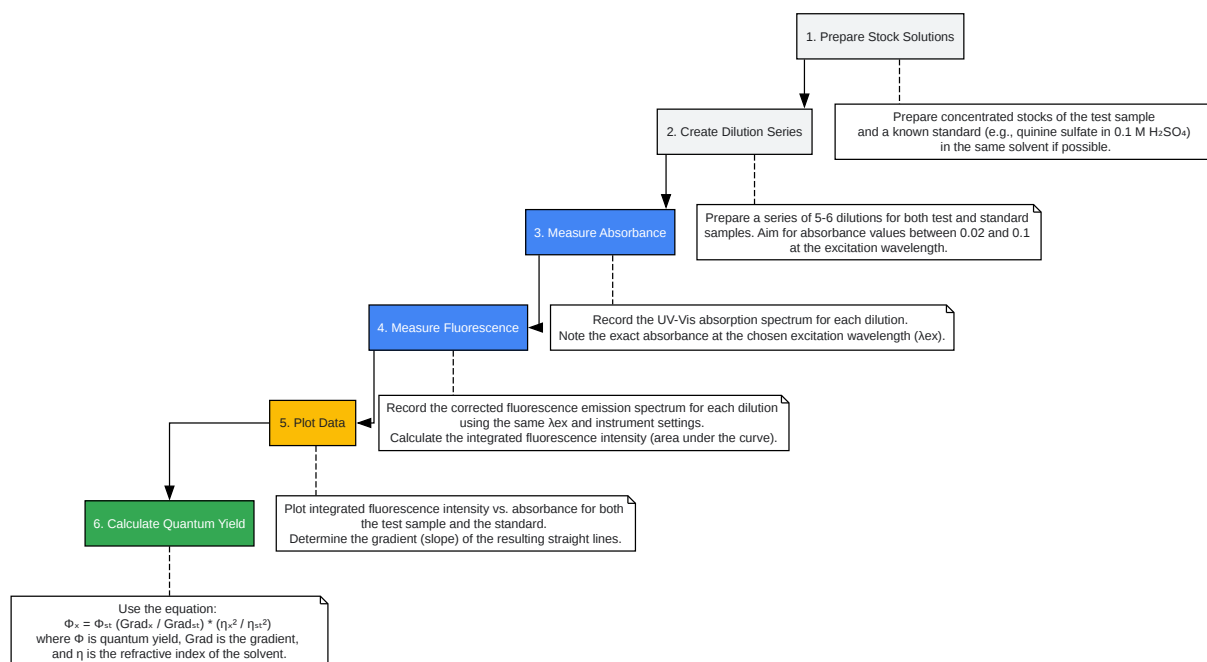 1. Prepare Stock Solutions
Prepare concentrated stocks of the test sample
and a known standard (e.g., quinine sulfate in 0.1 M H₂SO₄)
in the same solvent if possible.
2. Create Dilution Series
Prepare a series of 5-6 dilutions for both test and standard
samples. Aim for absorbance values between 0.02 and 0.1
at the excitation wavelength.
3. Measure Absorbance
Record the UV-Vis absorption spectrum for each dilution.
Note the exact absorbance at the chosen excitation wavelength (λex).
4. Measure Fluorescence
Record the corrected fluorescence emission spectrum for each dilution
using the same λex and instrument settings.
Calculate the integrated fluorescence intensity (area under the curve).
5. Plot Data
Plot integrated fluorescence intensity vs. absorbance for both
the test sample and the standard.
Determine the gradient (slope) of the resulting straight lines.
6. Calculate Quantum Yield
Use the equation:
Φₓ = Φₛₜ (Gradₓ / Gradₛₜ) * (ηₓ² / ηₛₜ²)
where Φ is quantum yield, Grad is the gradient,
and η is the refractive index of the solvent.